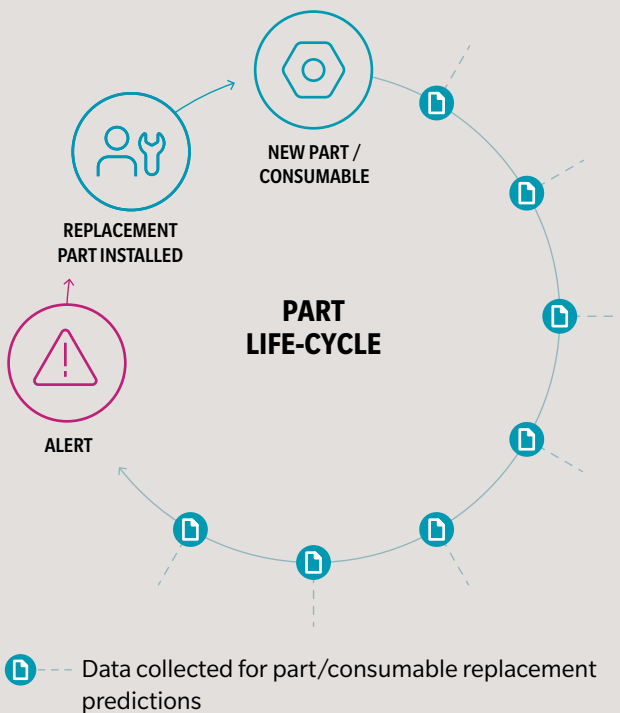 NEW PART /
CONSUMABLE
REPLACEMENT
PART INSTALLED
PART
LIFE-CYCLE
ALERT
Data collected for part/consumable replacement
predictions